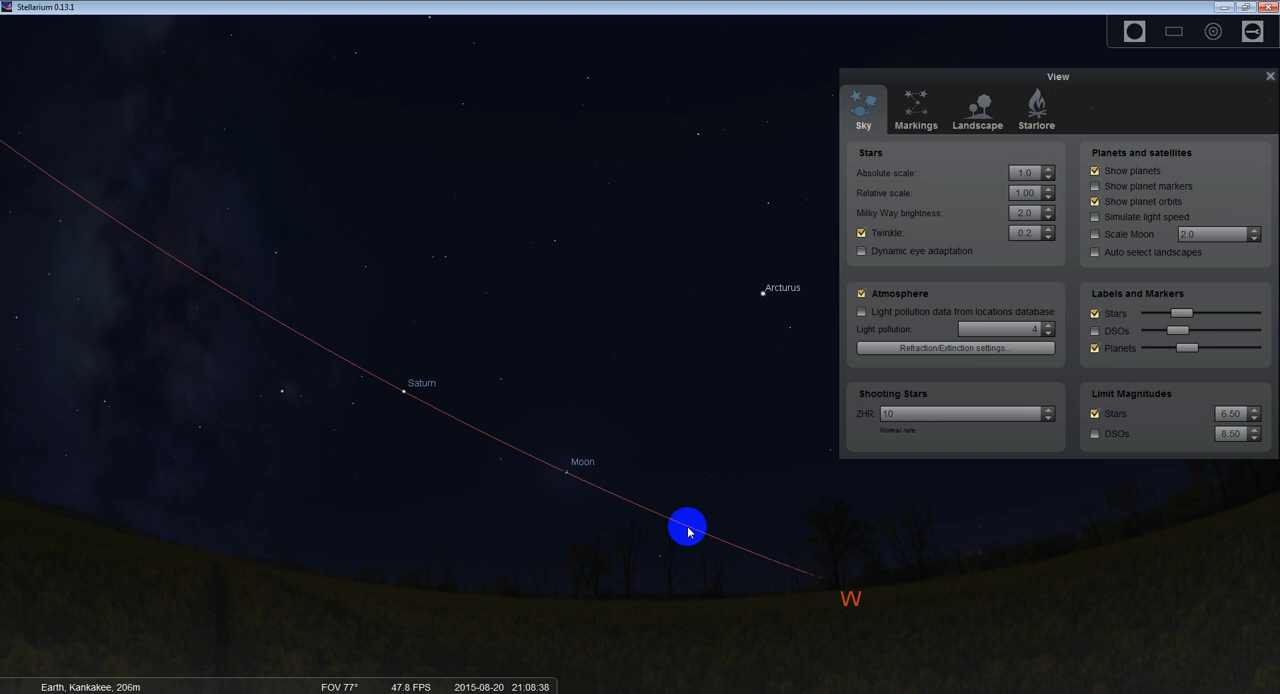 Stellarium 0.13.1
View
Sky
Markings
Landscape
Starlore
Stars
Absolute scale: 1.0
Relative scale: 1.00
Milky Way brightness: 2.0
Twinkle: 0.2
Dynamic eye adaptation
Planets and satellites
Show planets
Show planet markers
Show planet orbits
Simulate light speed
Scale Moon 2.0
Auto select landscapes
Atmosphere
Light pollution data from locations database
Light pollution: 4
Refraction/Extinction settings...
Labels and Markers
Stars
DSOs
Planets
Shooting Stars
ZHR: 10
Normal rate
Limit Magnitudes
Stars 6.50
DSOs 8.50
Arcturus
Saturn
Moon
W
Earth, Kankakee, 206m FOV 77° 47.8 FPS 2015-08-20 21:08:38